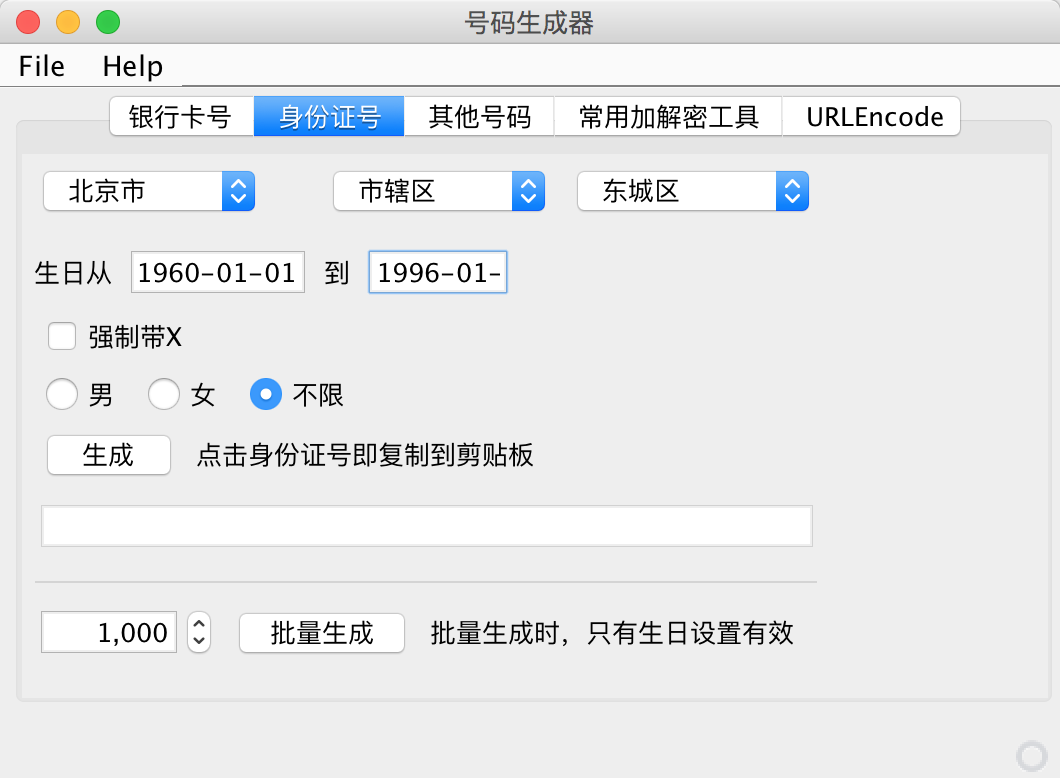 号码生成器
File Help
银行卡号 身份证号 其他号码 常用加解密工具 URLEncode
北京市 市辖区 东城区
生日从 1960-01-01 到 1996-01-
强制带X
男 女 不限
生成 点击身份证号即复制到剪贴板
1,000 批量生成 批量生成时，只有生日设置有效